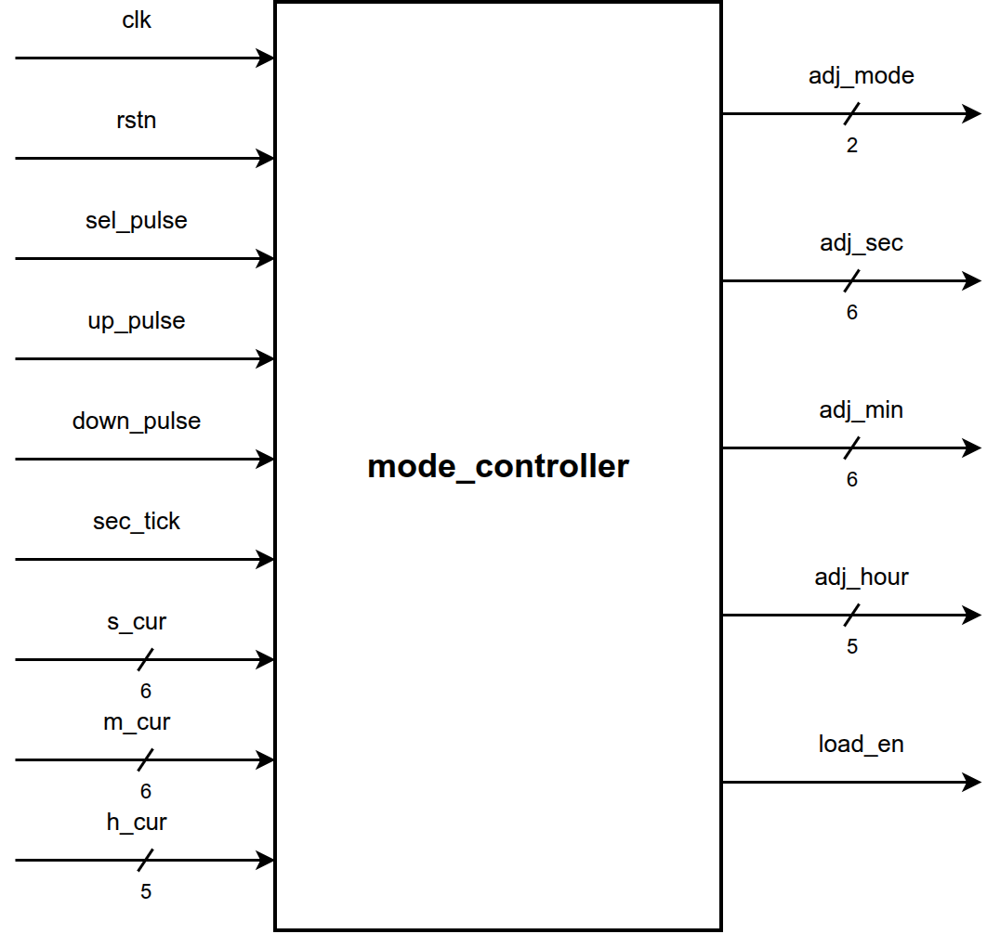 clk
rstn
sel_pulse
up_pulse
down_pulse
sec_tick
s_cur
6
m_cur
6
h_cur
5
mode_controller
adj_mode
2
adj_sec
6
adj_min
6
adj_hour
5
load_en